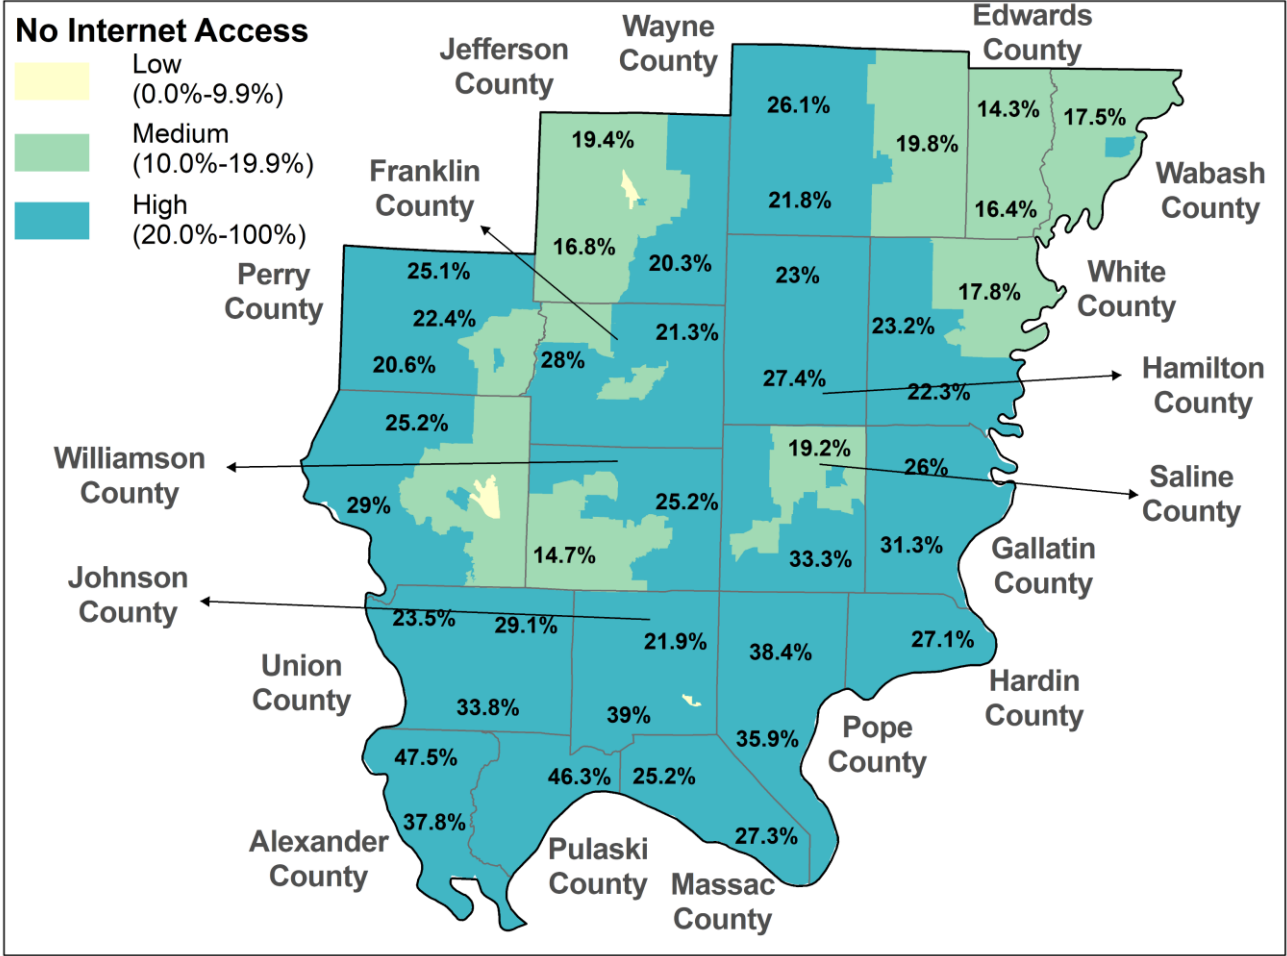 No Internet Access
Low
(0.0%-9.9%)
Medium
(10.0%-19.9%)
High
(20.0%-100%)
Jefferson
County
Wayne
County
Edwards
County
Franklin
County
Wabash
County
Perry
County
White
County
Hamilton
County
Williamson
County
Saline
County
Johnson
County
Gallatin
County
Union
County
Hardin
County
Pope
County
Alexander
County
Pulaski
County
Massac
County
26.1%
14.3%
17.5%
19.4%
19.8%
21.8%
16.4%
16.8%
20.3%
25.1%
23%
17.8%
22.4%
21.3%
23.2%
20.6%
28%
27.4%
22.3%
25.2%
19.2%
26%
29%
25.2%
14.7%
33.3%
31.3%
23.5%
29.1%
21.9%
38.4%
27.1%
33.8%
39%
35.9%
47.5%
46.3%
25.2%
37.8%
27.3%